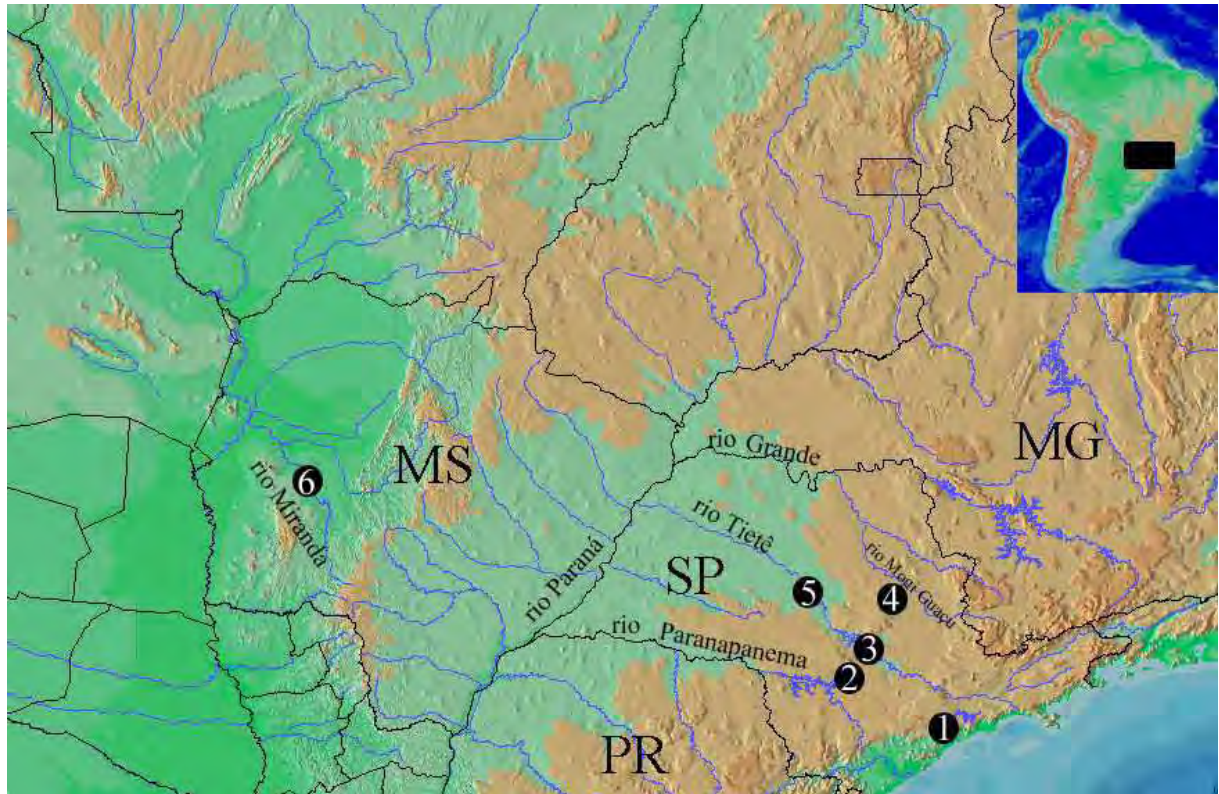 MG
rio Grande
MS
6
rio Miranda
rio Tietê
SP
rio Mogi Guaçu
5
4
rio Paraná
rio Paranapanema
3
2
1
PR